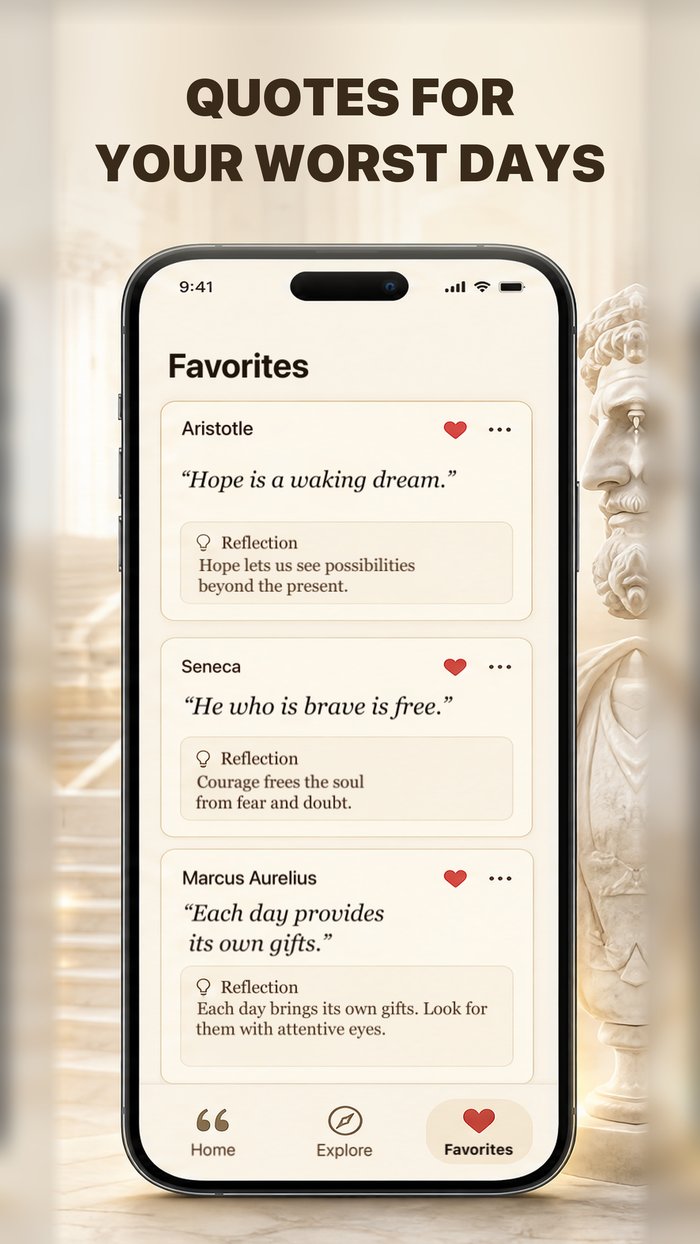 QUOTES FOR
YOUR WORST DAYS
9:41
Favorites
Aristotle
“Hope is a waking dream.”
Reflection
Hope lets us see possibilities
beyond the present.
Seneca
“He who is brave is free.”
Reflection
Courage frees the soul
from fear and doubt.
Marcus Aurelius
“Each day provides
its own gifts.”
Reflection
Each day brings its own gifts. Look for
them with attentive eyes.
Home
Explore
Favorites